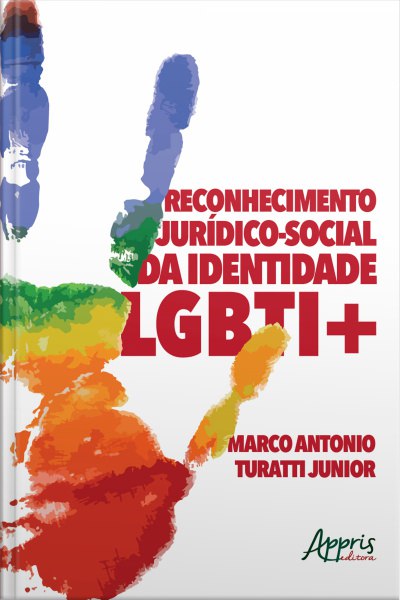 RECONHECIMENTO
JURÍDICO-SOCIAL
DA IDENTIDADE
LGBTI+
MARCO ANTONIO
TURATTI JUNIOR
Appris
editora